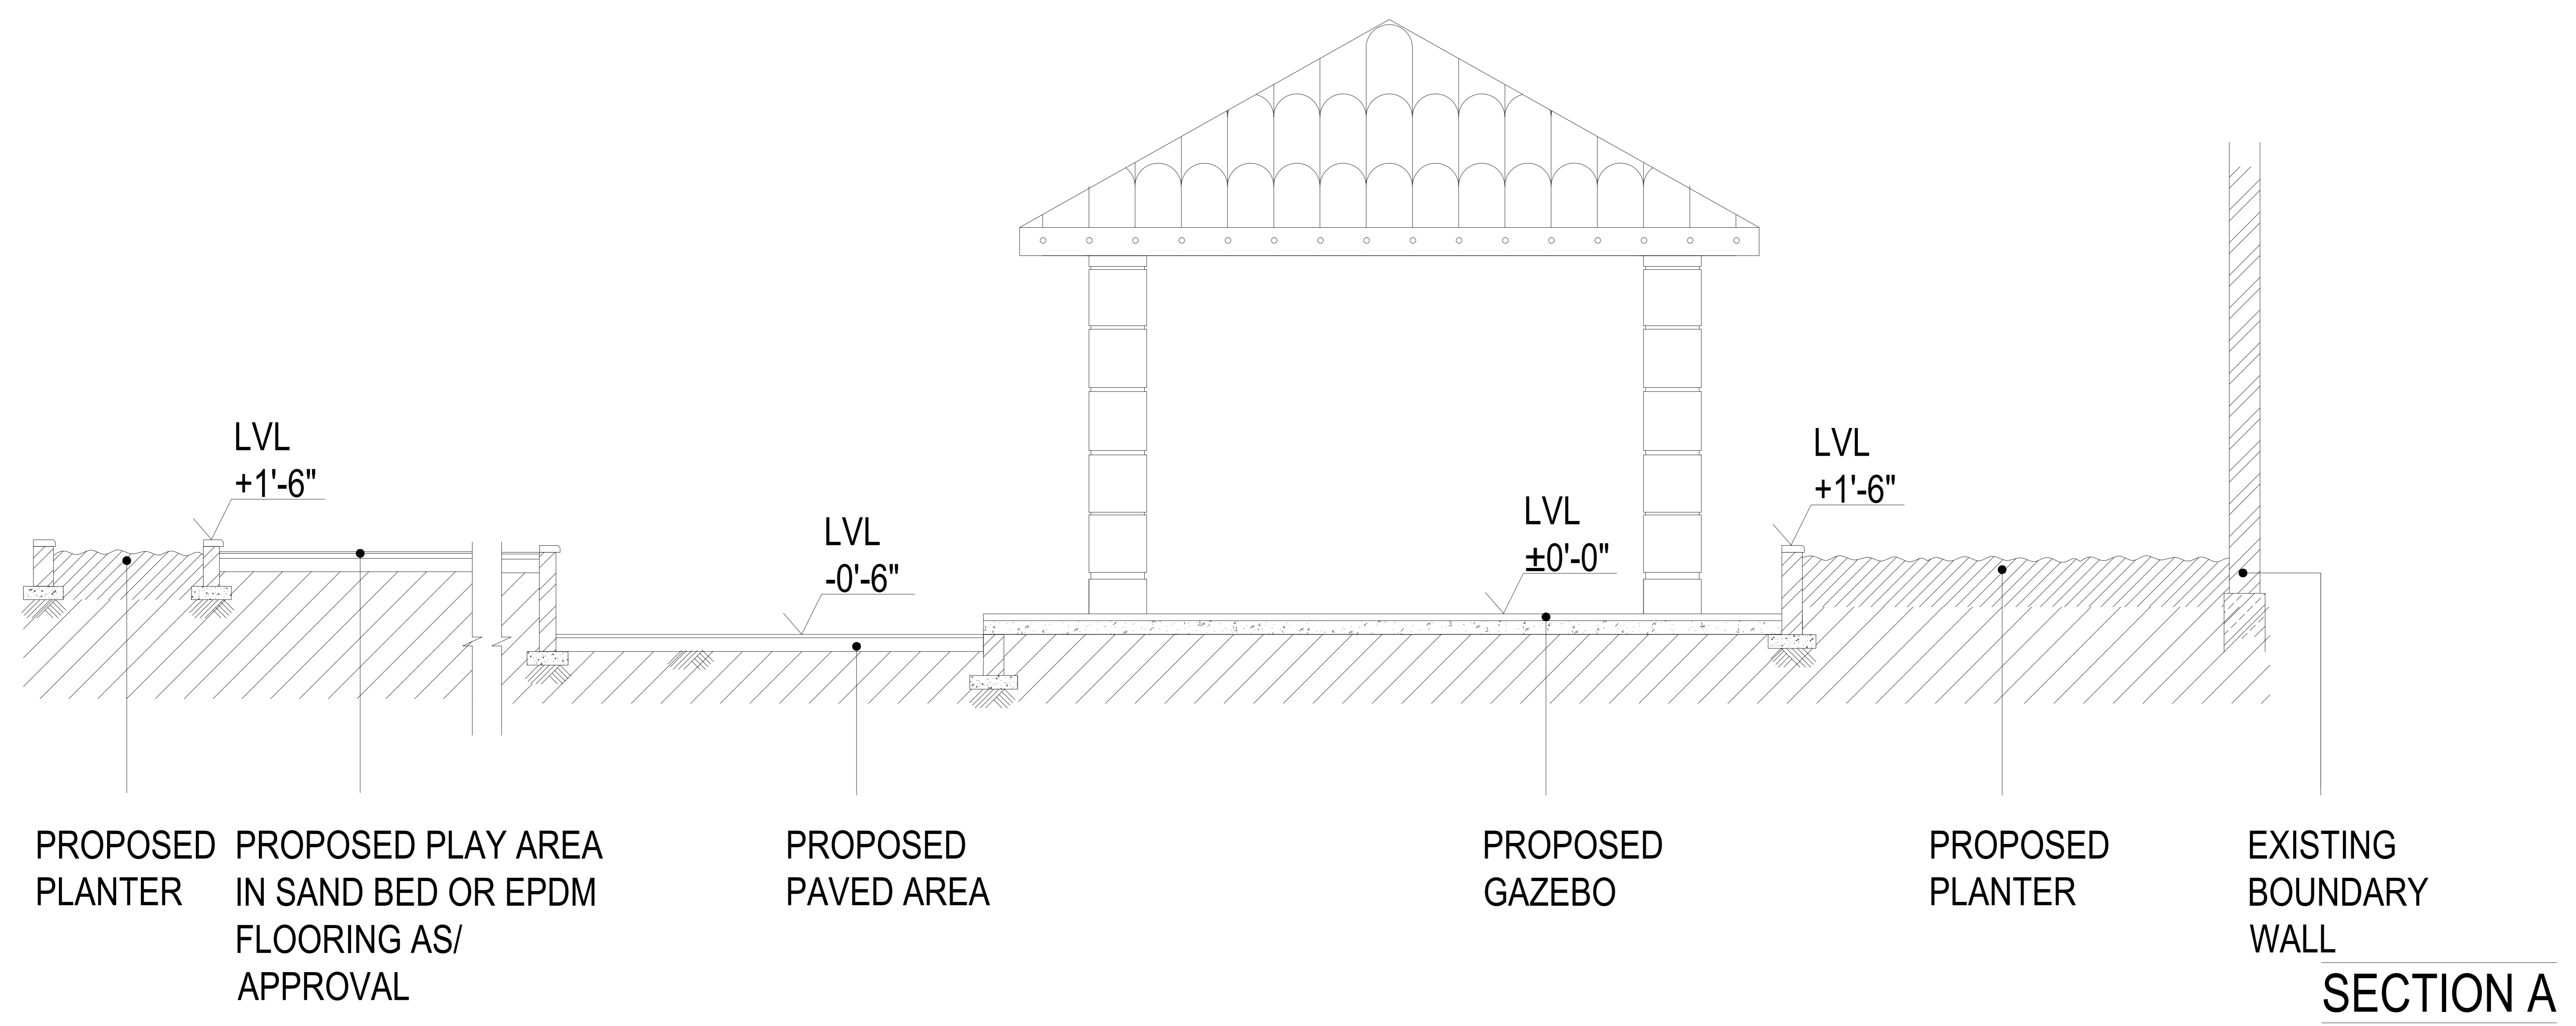 LVL
+1'-6"
LVL
-0'-6"
LVL
±0'-0"
LVL
+1'-6"
PROPOSED
PLANTER
PROPOSED PLAY AREA
IN SAND BED OR EPDM
FLOORING AS/
APPROVAL
PROPOSED
PAVED AREA
PROPOSED
GAZEBO
PROPOSED
PLANTER
EXISTING
BOUNDARY
WALL
SECTION A